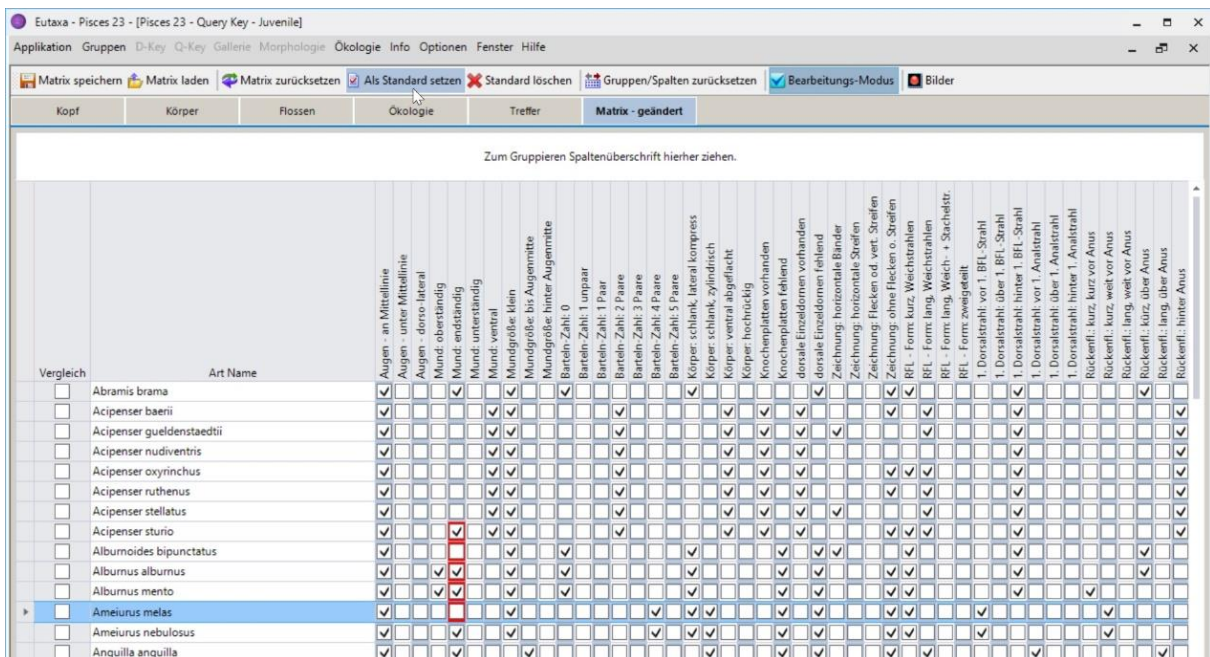 Eutaxa - Pisces 23 - [Pisces 23 - Query Key - Juvenile]
Applikation Gruppen D-Key Q-Key Gallerie Morphologie Ökologie Info Optionen Fenster Hilfe
Matrix speichern Matrix laden Matrix zurücksetzen Als Standard setzen Standard löschen Gruppen/Spalten zurücksetzen Bearbeitungs-Modus Bilder
Kopf Körper Flossen Ökologie Treffer Matrix - geändert
Zum Gruppieren Spaltenüberschrift hierher ziehen.
Vergleich
Art Name
Augen - an Mittellinie
Augen - unter Mittellinie
Augen - dorso-lateral
Mund: oberständig
Mund: endständig
Mund: unterständig
Mund: ventral
Mundgröße: klein
Mundgröße: bis Augenmitte
Mundgröße: hinter Augenmitte
Barteln-Zahl: 0
Barteln-Zahl: 1 unpaar
Barteln-Zahl: 1 Paar
Barteln-Zahl: 2 Paare
Barteln-Zahl: 3 Paare
Barteln-Zahl: 4 Paare
Barteln-Zahl: 5 Paare
Körper: schlank, lateral kompress
Körper: schlank, zylindrisch
Körper: ventral abgeflacht
Körper: hochrückig
Knochenplatten vorhanden
Knochenplatten fehlend
dorsale Einzeldornen vorhanden
dorsale Einzeldornen fehlend
Zeichnung: horizontale Bänder
Zeichnung: horizontale Streifen
Zeichnung: Flecken od. vert. Streifen
Zeichnung: ohne Flecken o. Streifen
RFL - Form: kurz, Weichstrahlen
RFL - Form: lang, Weichstrahlen
RFL - Form: lang, Weich- + Stachelstr.
RFL - Form: zweigeteilt
1. Dorsalstrahl: vor 1. BFL-Strahl
1. Dorsalstrahl: über 1. BFL-Strahl
1. Dorsalstrahl: hinter 1. BFL-Strahl
1. Dorsalstrahl: vor 1. Analstrahl
1. Dorsalstrahl: über 1. Analstrahl
1. Dorsalstrahl: hinter 1. Analstrahl
Rückenfl.: kurz, kurz vor Anus
Rückenfl.: kurz, weit vor Anus
Rückenfl.: lang, weit vor Anus
Rückenfl.: kurz, über Anus
Rückenfl.: lang, über Anus
Rückenfl.: hinter Anus
Abramis brama
Acipenser baerii
Acipenser gueldenstaedtii
Acipenser nudiventris
Acipenser oxyrinchus
Acipenser ruthenus
Acipenser stellatus
Acipenser sturio
Alburnoides bipunctatus
Alburnus alburnus
Alburnus mento
Ameiurus melas
Ameiurus nebulosus
Anguilla anguilla